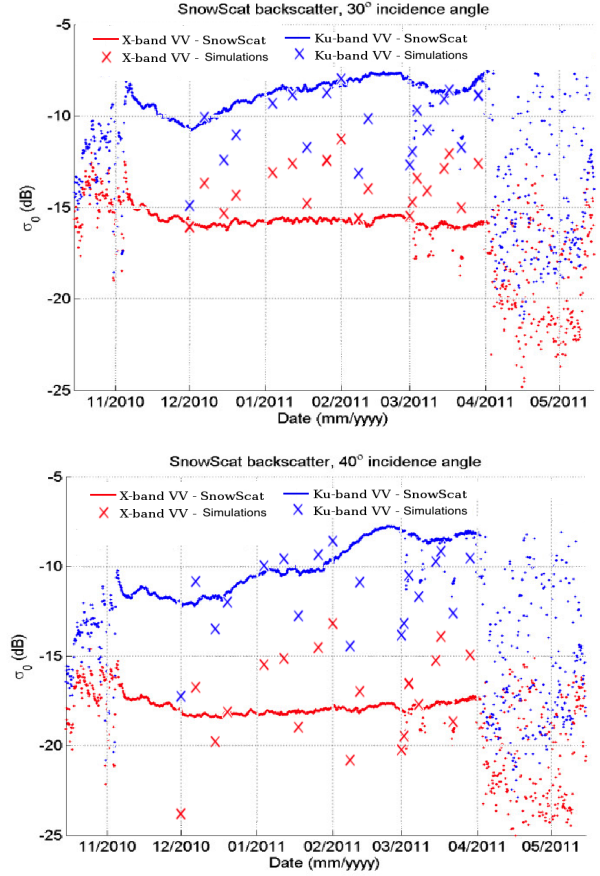 SnowScat backscatter, 30° incidence angle
X-band VV - SnowScat
Ku-band VV - SnowScat
X-band VV - Simulations
Ku-band VV - Simulations
-5
-10
-15
-20
-25
σ0 (dB)
11/2010 12/2010 01/2011 02/2011 03/2011 04/2011 05/2011
Date (mm/yyyy)
SnowScat backscatter, 40° incidence angle
X-band VV - SnowScat
Ku-band VV - SnowScat
X-band VV - Simulations
Ku-band VV - Simulations
-5
-10
-15
-20
-25
σ0 (dB)
11/2010 12/2010 01/2011 02/2011 03/2011 04/2011 05/2011
Date (mm/yyyy)